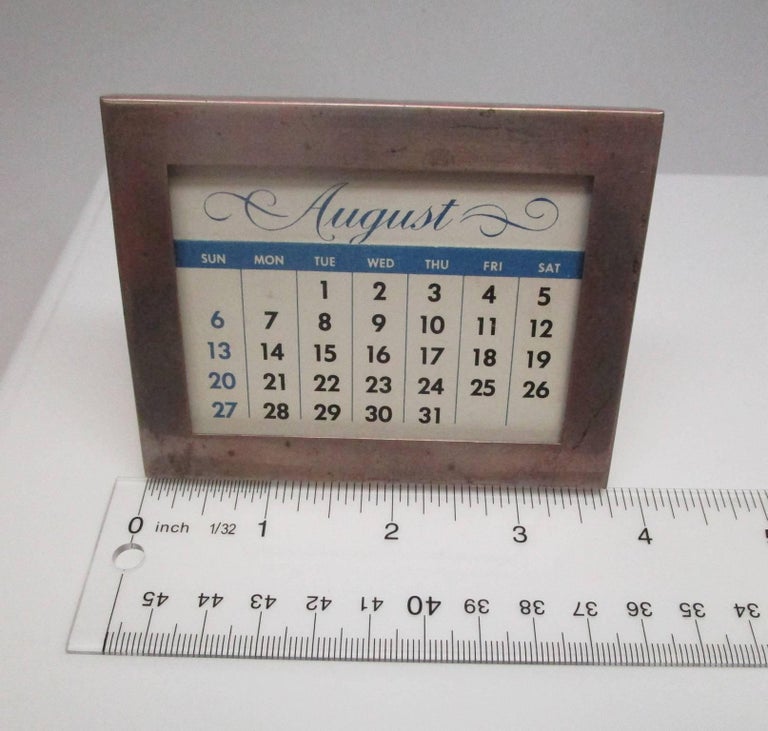 August
SUN MON TUE WED THU FRI SAT
1 2 3 4 5
6 7 8 9 10 11 12
13 14 15 16 17 18 19
20 21 22 23 24 25 26
27 28 29 30 31
0 inch 1/32 1 2 3 4
45 44 43 42 41 40 39 38 37 36 35 34